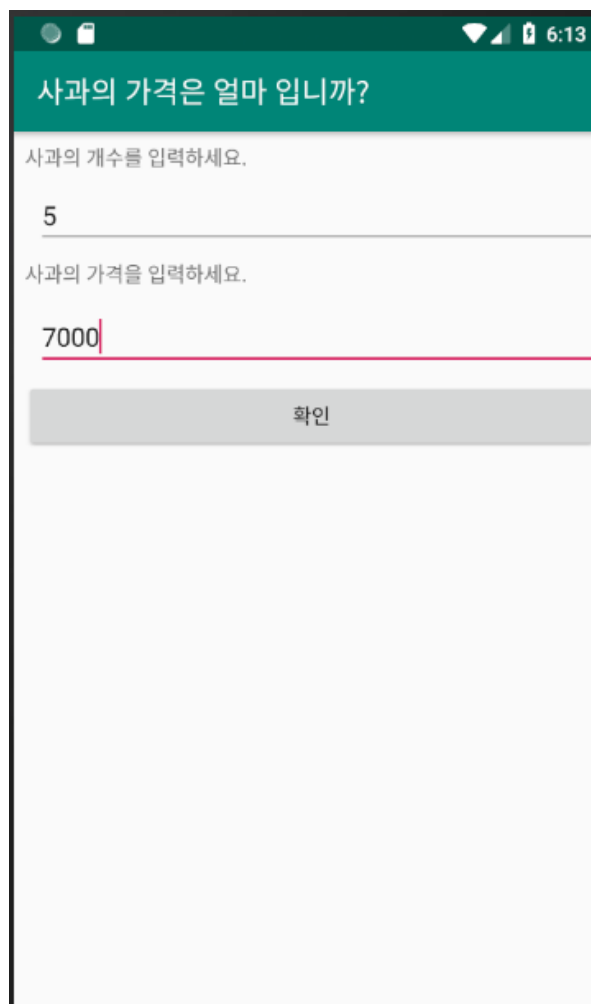 6:13
사과의 가격은 얼마 입니까?
사과의 개수를 입력하세요.
5
사과의 가격을 입력하세요.
7000
확인